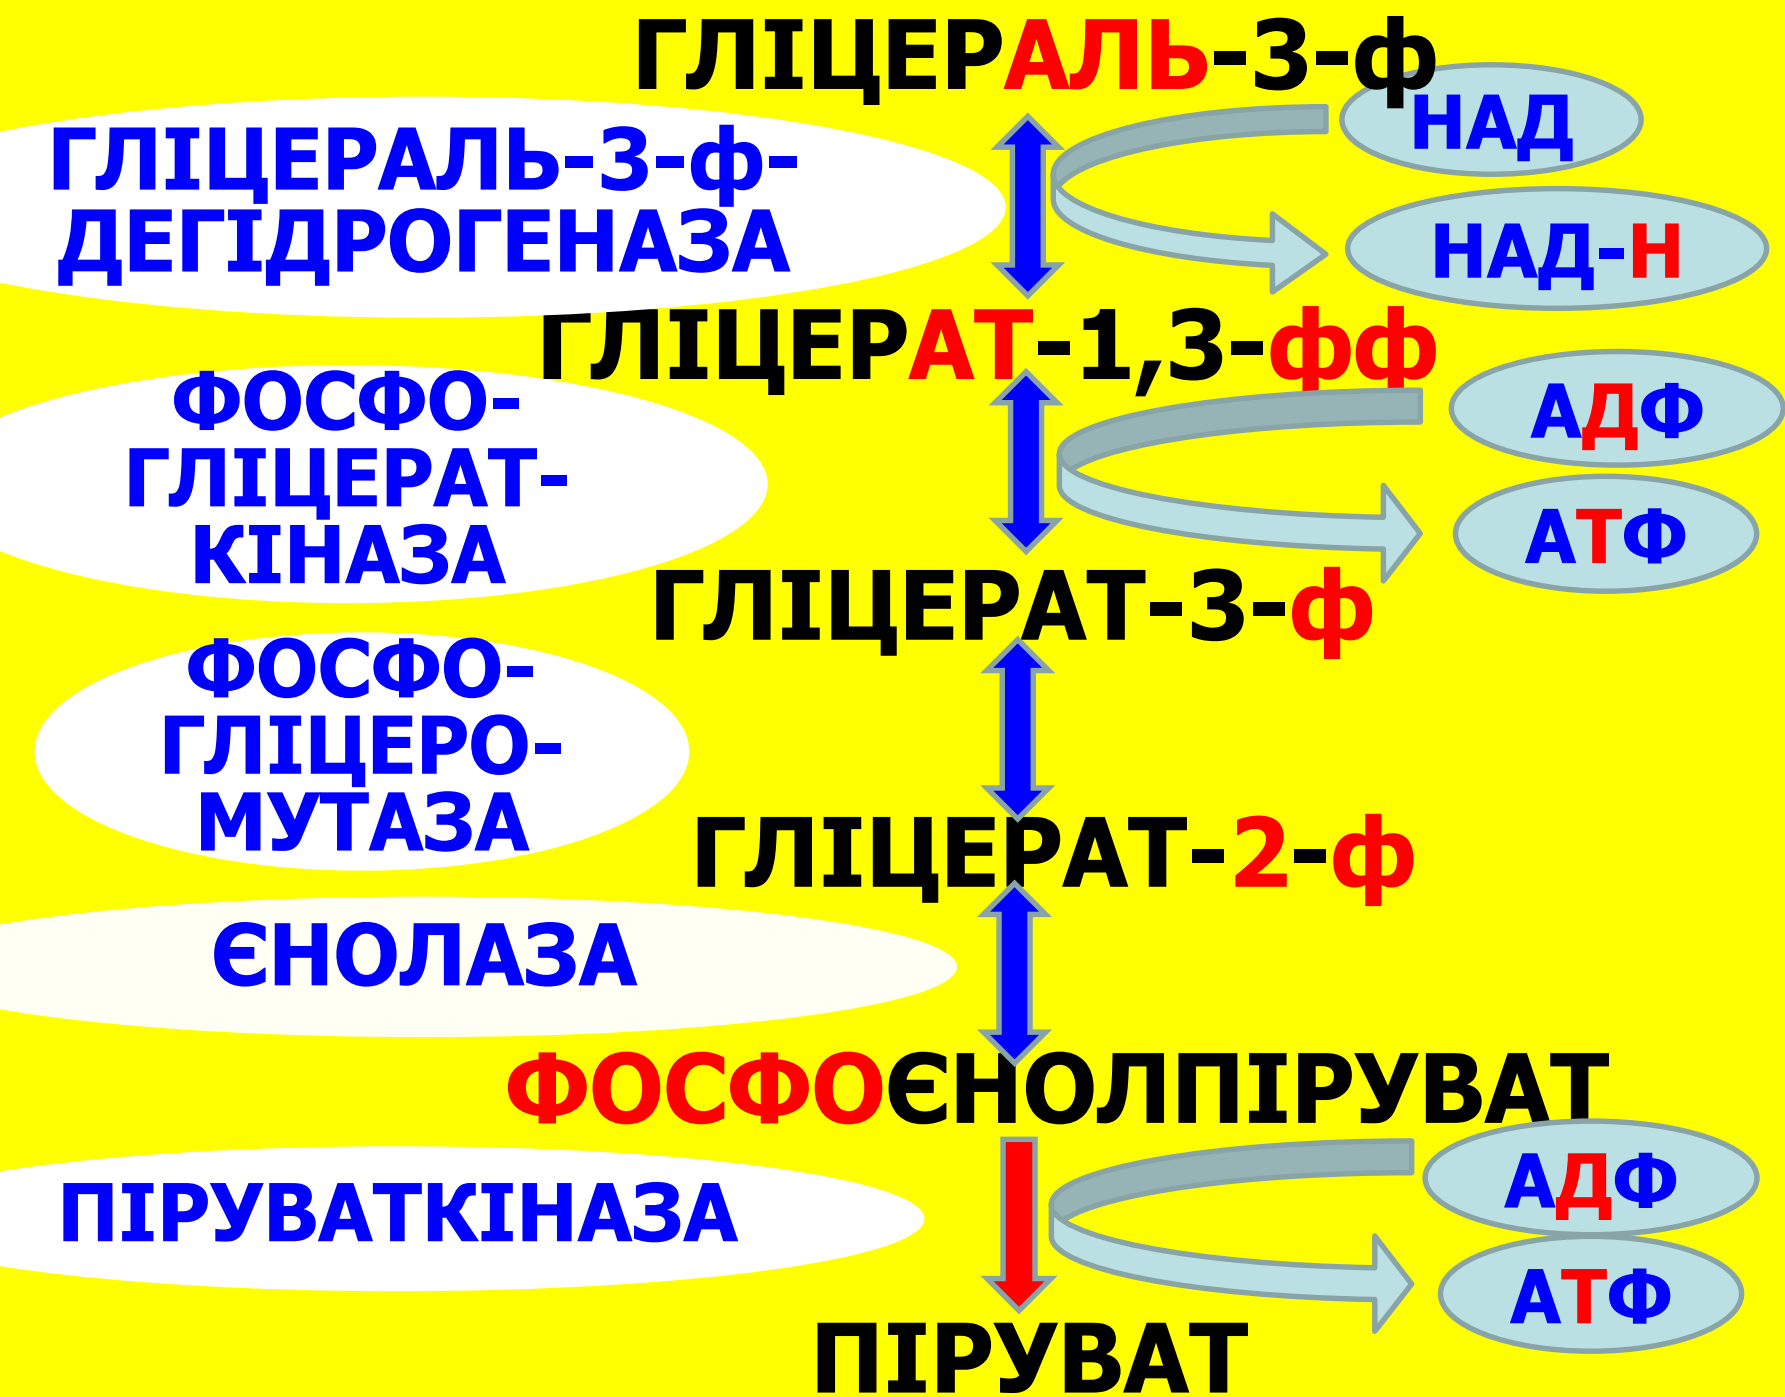 ГЛІЦЕРАЛЬ-3-ф
НАД
ГЛІЦЕРАЛЬ-3-ф-
ДЕГІДРОГЕНАЗА
НАД-Н
ГЛІЦЕРАТ-1,3-фф
ФОСФО-
ГЛІЦЕРАТ-
КІНАЗА
АДФ
АТФ
ГЛІЦЕРАТ-3-ф
ФОСФО-
ГЛІЦЕРО-
МУТАЗА
ГЛІЦЕРАТ-2-ф
ЄНОЛАЗА
ФОСФОЄНОЛПІРУВАТ
ПІРУВАТКІНАЗА
АДФ
АТФ
ПІРУВАТ